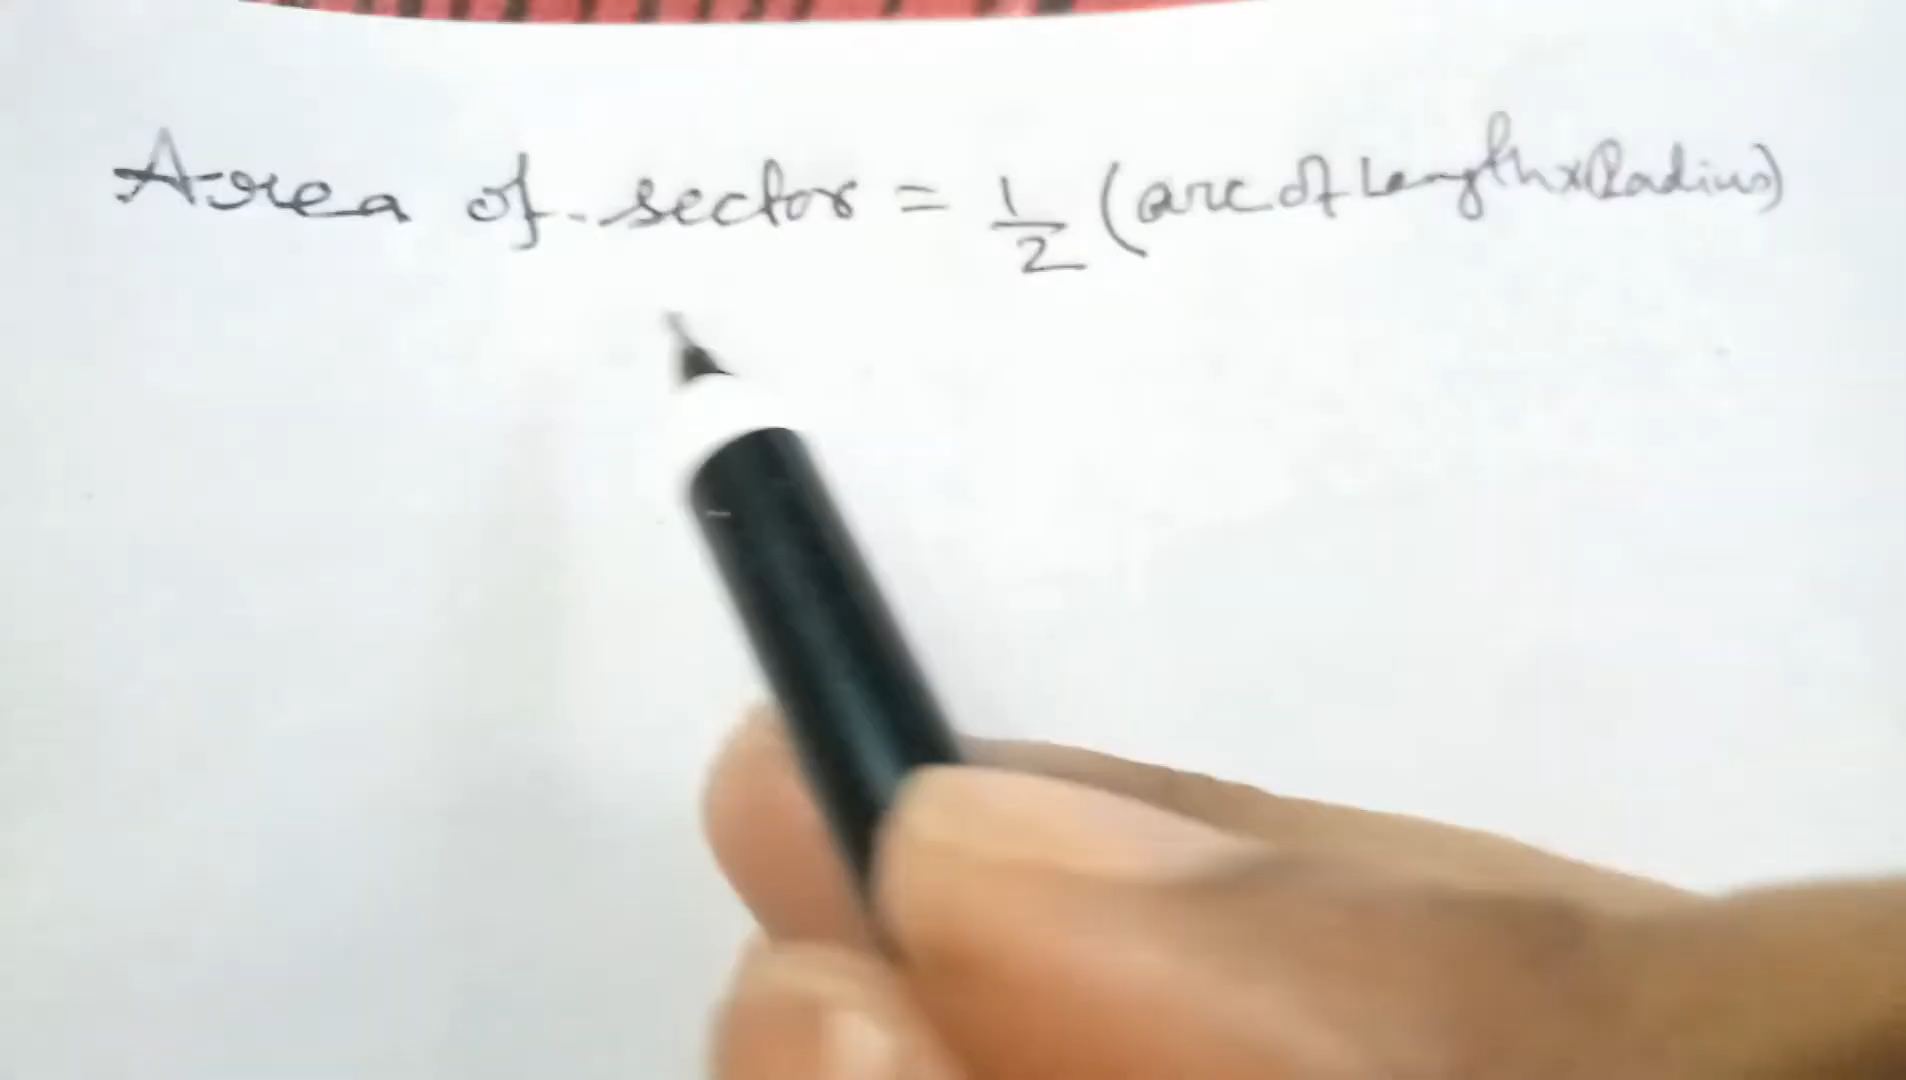 Area of sector = 1/2 (arc of Length x Radius)